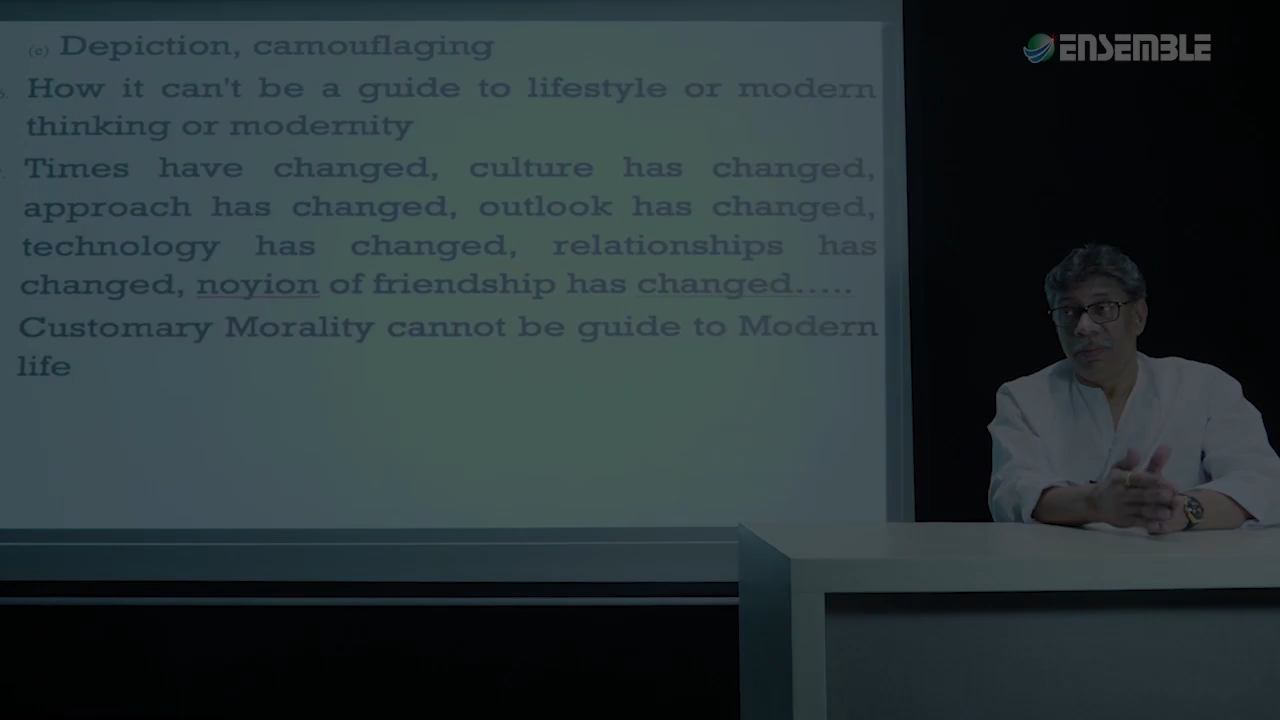 ENSEMBLE
(e) Depiction, camouflaging
How it can't be a guide to lifestyle or modern
thinking or modernity
Times have changed, culture has changed,
approach has changed, outlook has changed,
technology has changed, relationships has
changed, noyion of friendship has changed.....
Customary Morality cannot be guide to Modern
life